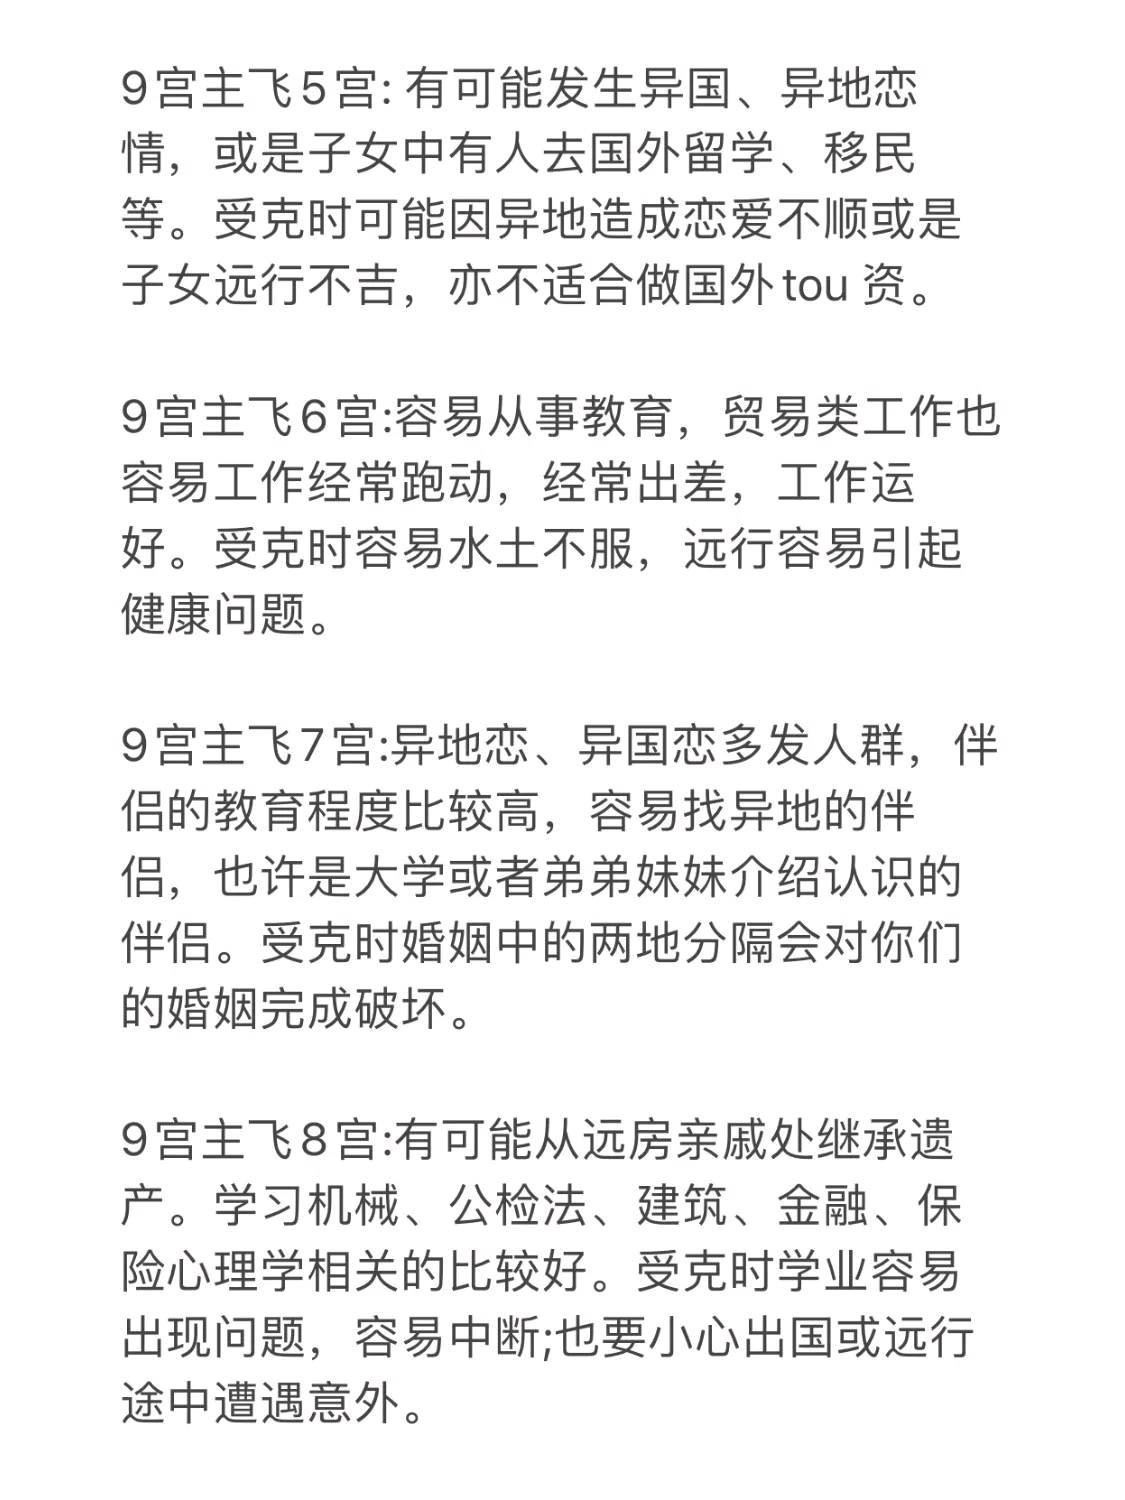 9宫主飞5宫: 有可能发生异国、异地恋
情，或是子女中有人去国外留学、移民
等。受克时可能因异地造成恋爱不顺或是
子女远行不吉，亦不适合做国外tou 资。
9宫主飞6宫:容易从事教育，贸易类工作也
容易工作经常跑动，经常出差，工作运
好。受克时容易水土不服，远行容易引起
健康问题。
9宫主飞7宫:异地恋、异国恋多发人群，伴
侣的教育程度比较高，容易找异地的伴
侣，也许是大学或者弟弟妹妹介绍认识的
伴侣。受克时婚姻中的两地分隔会对你们
的婚姻完成破坏。
9宫主飞8宫:有可能从远房亲戚处继承遗
产。学习机械、公检法、建筑、金融、保
险心理学相关的比较好。受克时学业容易
出现问题，容易中断;也要小心出国或远行
途中遭遇意外。